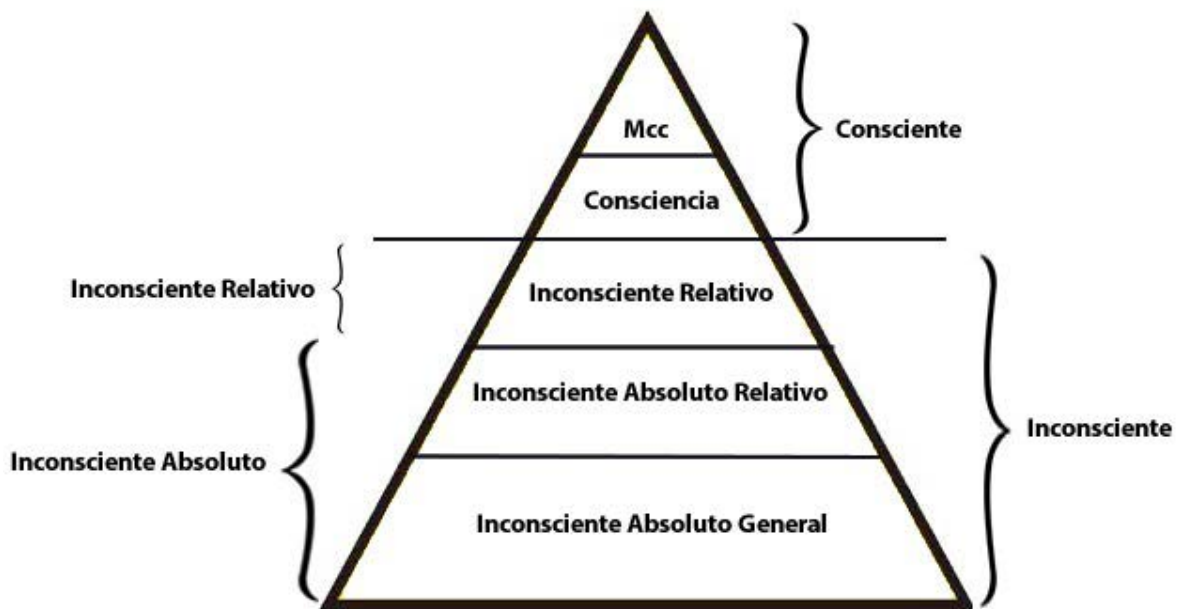 Mcc
Consciente
Consciencia
Inconsciente Relativo
Inconsciente Relativo
Inconsciente Absoluto Relativo
Inconsciente
Inconsciente Absoluto
Inconsciente Absoluto General